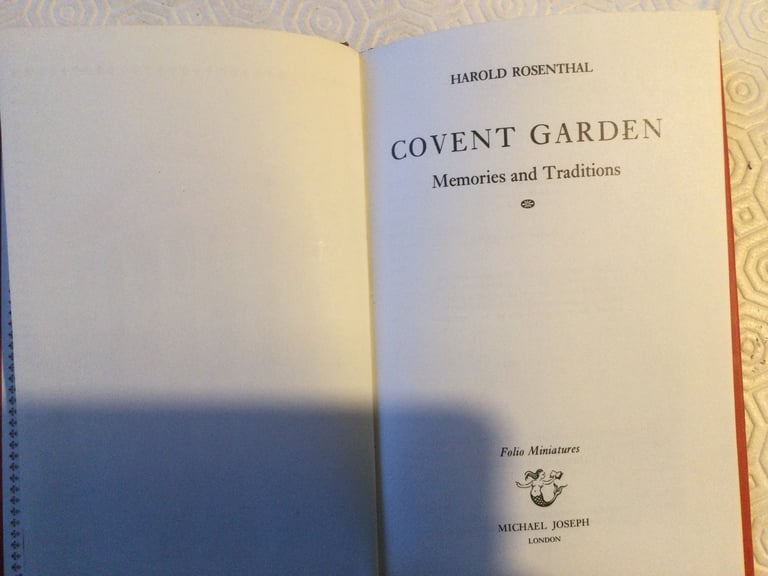 HAROLD ROSENTHAL
COVENT GARDEN
Memories and Traditions
Folio Miniatures
MICHAEL JOSEPH
LONDON